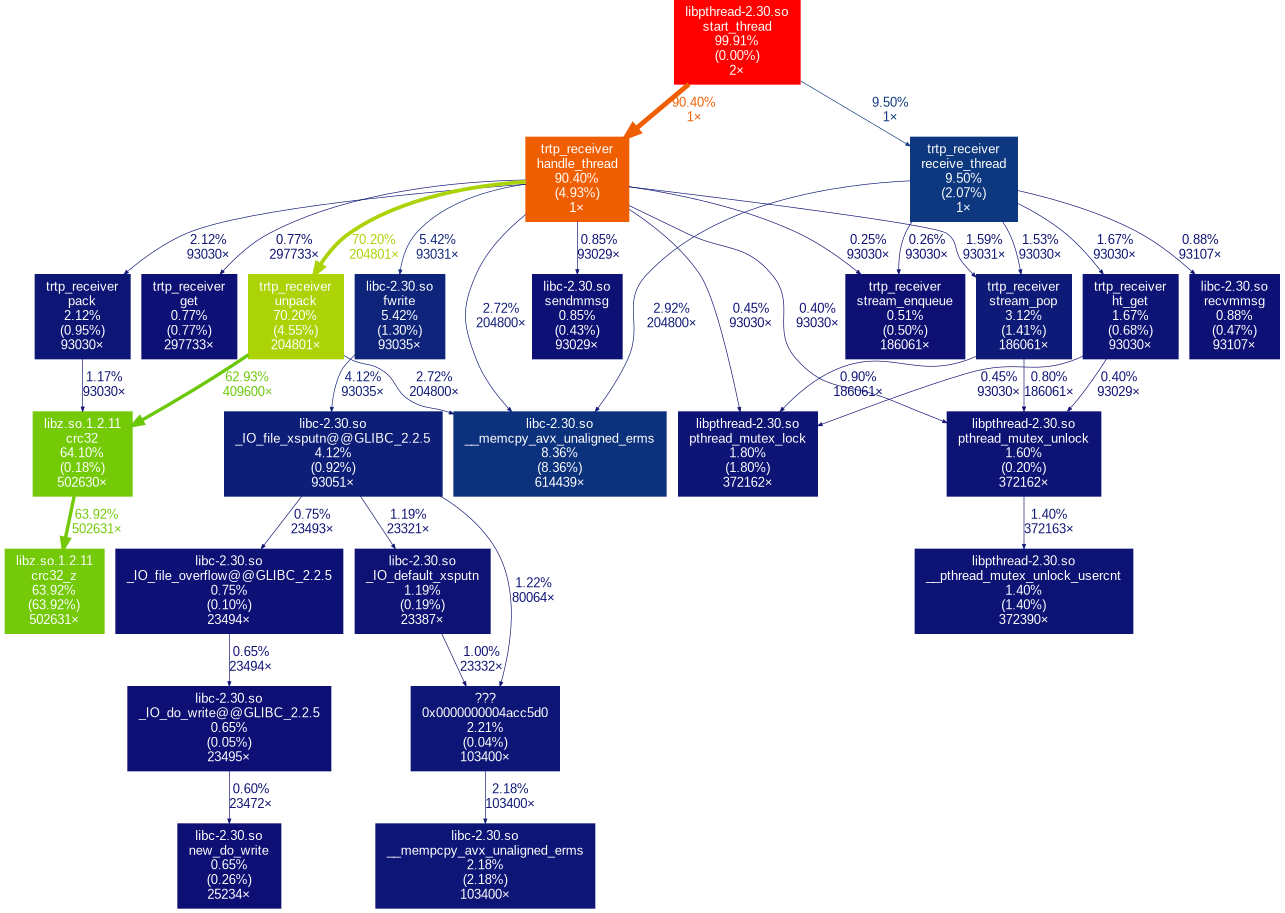 libpthread-2.30.so
start_thread
99.91%
(0.00%)
2×
90.40%
1×
9.50%
1×
trtp_receiver
handle_thread
90.40%
(4.93%)
1×
trtp_receiver
receive_thread
9.50%
(2.07%)
1×
2.12%
93030×
0.77%
297733×
70.20%
204801×
5.42%
93031×
2.72%
204800×
0.85%
93029×
2.92%
204800×
0.45%
93030×
0.40%
93030×
0.25%
93030×
0.26%
93030×
1.59%
93031×
1.53%
93030×
1.67%
93030×
0.88%
93107×
trtp_receiver
pack
2.12%
(0.95%)
93030×
trtp_receiver
get
0.77%
(0.77%)
297733×
trtp_receiver
unpack
70.20%
(4.55%)
204801×
libc-2.30.so
fwrite
5.42%
(1.30%)
93035×
libc-2.30.so
sendmmsg
0.85%
(0.43%)
93029×
trtp_receiver
stream_enqueue
0.51%
(0.50%)
186061×
trtp_receiver
stream_pop
3.12%
(1.41%)
186061×
trtp_receiver
ht_get
1.67%
(0.68%)
93030×
libc-2.30.so
recvmmsg
0.88%
(0.47%)
93107×
1.17%
93030×
62.93%
409600×
4.12%
93035×
2.72%
204800×
0.90%
186061×
0.45%
93030×
0.80%
186061×
0.40%
93029×
libz.so.1.2.11
crc32
64.10%
(0.18%)
502630×
libc-2.30.so
_IO_file_xsputn@@GLIBC_2.2.5
4.12%
(0.92%)
93051×
libc-2.30.so
__memcpy_avx_unaligned_erms
8.36%
(8.36%)
614439×
libpthread-2.30.so
pthread_mutex_lock
1.80%
(1.80%)
372162×
libpthread-2.30.so
pthread_mutex_unlock
1.60%
(0.20%)
372162×
63.92%
502631×
0.75%
23493×
1.19%
23321×
1.22%
80064×
1.40%
372163×
libz.so.1.2.11
crc32_z
63.92%
(63.92%)
502631×
libc-2.30.so
_IO_file_overflow@@GLIBC_2.2.5
0.75%
(0.10%)
23494×
libc-2.30.so
_IO_default_xsputn
1.19%
(0.19%)
23387×
libpthread-2.30.so
__pthread_mutex_unlock_usercnt
1.40%
(1.40%)
372390×
0.65%
23494×
1.00%
23332×
libc-2.30.so
_IO_do_write@@GLIBC_2.2.5
0.65%
(0.05%)
23495×
???
0x0000000004acc5d0
2.21%
(0.04%)
103400×
0.60%
23472×
2.18%
103400×
libc-2.30.so
new_do_write
0.65%
(0.26%)
25234×
libc-2.30.so
__mempcpy_avx_unaligned_erms
2.18%
(2.18%)
103400×